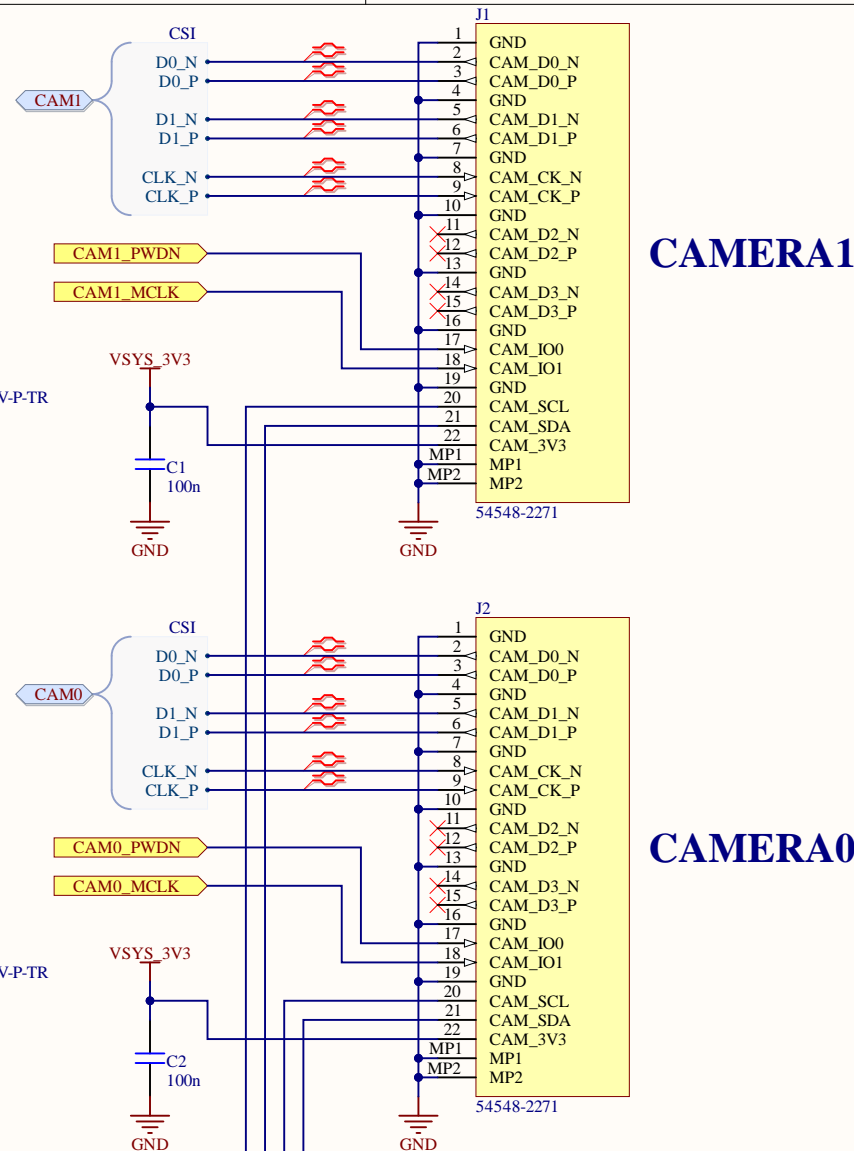 J1
CSI
1 GND
D0_N 2 CAM_D0_N
D0_P 3 CAM_D0_P
CAM1 4 GND
D1_N 5 CAM_D1_N
D1_P 6 CAM_D1_P
7 GND
CLK_N 8 CAM_CK_N
CLK_P 9 CAM_CK_P
10 GND
11 CAM_D2_N
CAM1_PWDN 12 CAM_D2_P CAMERA1
13 GND
CAM1_MCLK 14 CAM_D3_N
15 CAM_D3_P
16 GND
17 CAM_IO0
VSYS_3V3 18 CAM_IO1
19 GND
V-P-TR 20 CAM_SCL
21 CAM_SDA
22 CAM_3V3
C1 MP1 MP1
100n MP2 MP2
54548-2271
GND GND
J2
CSI
1 GND
D0_N 2 CAM_D0_N
D0_P 3 CAM_D0_P
CAM0 4 GND
D1_N 5 CAM_D1_N
D1_P 6 CAM_D1_P
7 GND
CLK_N 8 CAM_CK_N
CLK_P 9 CAM_CK_P
10 GND
11 CAM_D2_N
CAM0_PWDN 12 CAM_D2_P CAMERA0
13 GND
CAM0_MCLK 14 CAM_D3_N
15 CAM_D3_P
16 GND
17 CAM_IO0
VSYS_3V3 18 CAM_IO1
V-P-TR 19 GND
20 CAM_SCL
21 CAM_SDA
22 CAM_3V3
C2 MP1 MP1
100n MP2 MP2
54548-2271
GND GND